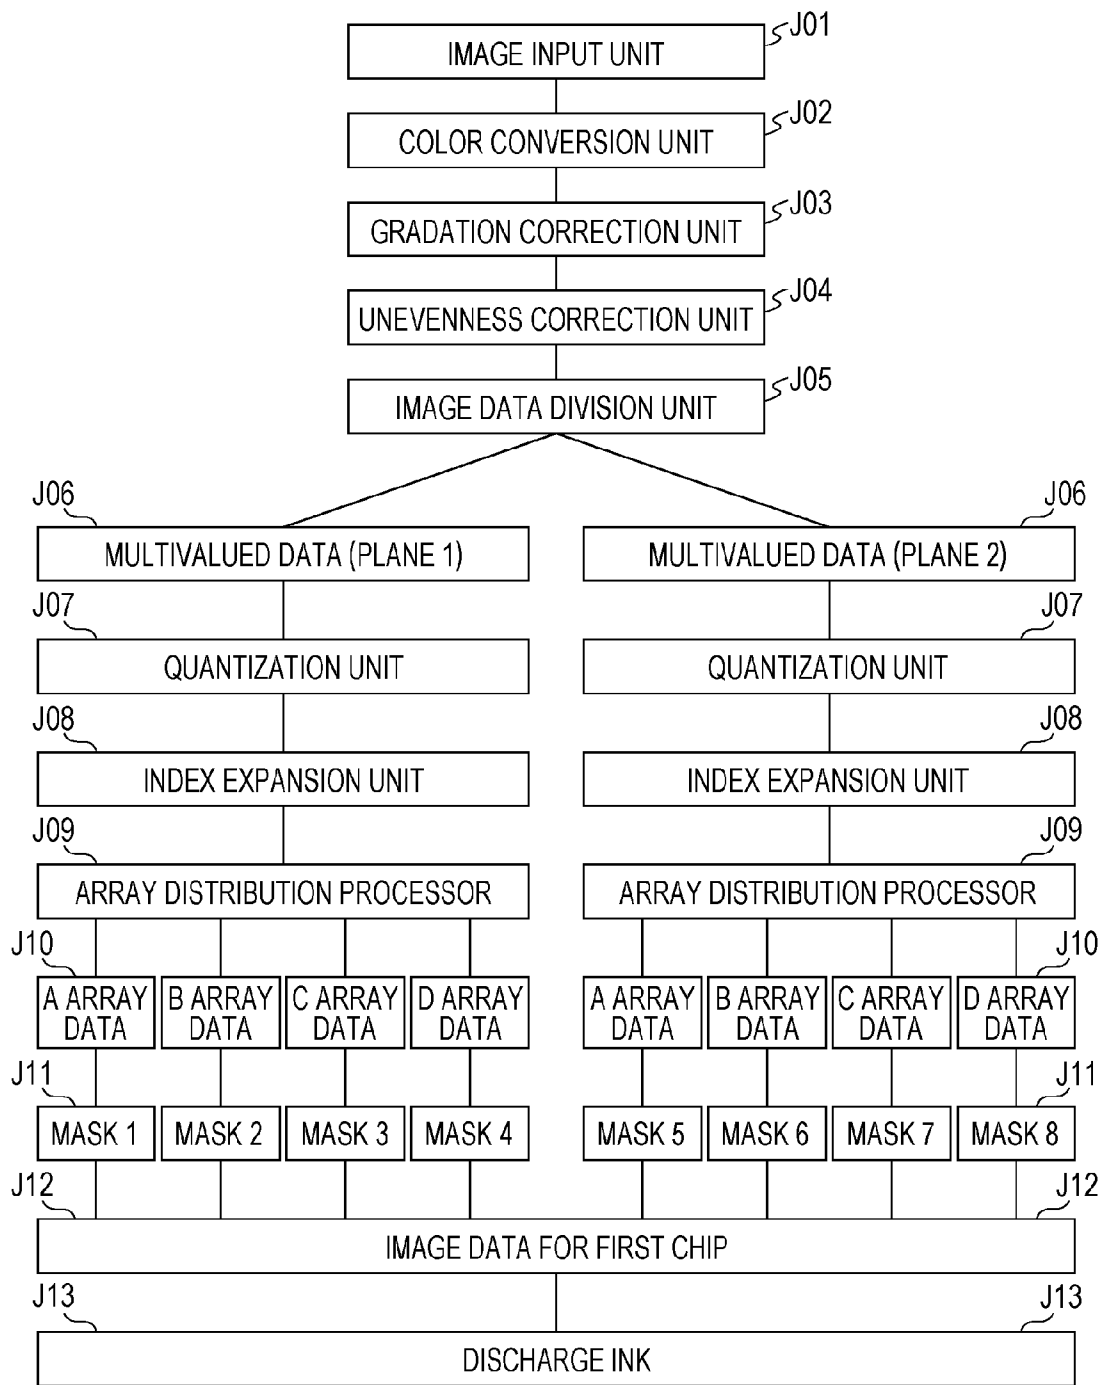 J01
IMAGE INPUT UNIT
J02
COLOR CONVERSION UNIT
J03
GRADATION CORRECTION UNIT
J04
UNEVENNESS CORRECTION UNIT
J05
IMAGE DATA DIVISION UNIT
J06 J06
MULTIVALUED DATA (PLANE 1) MULTIVALUED DATA (PLANE 2)
J07 J07
QUANTIZATION UNIT QUANTIZATION UNIT
J08 J08
INDEX EXPANSION UNIT INDEX EXPANSION UNIT
J09 J09
ARRAY DISTRIBUTION PROCESSOR ARRAY DISTRIBUTION PROCESSOR
J10 J10
A ARRAY B ARRAY C ARRAY D ARRAY A ARRAY B ARRAY C ARRAY D ARRAY
DATA DATA DATA DATA DATA DATA DATA DATA
J11 J11
MASK 1 MASK 2 MASK 3 MASK 4 MASK 5 MASK 6 MASK 7 MASK 8
J12 J12
IMAGE DATA FOR FIRST CHIP
J13 J13
DISCHARGE INK